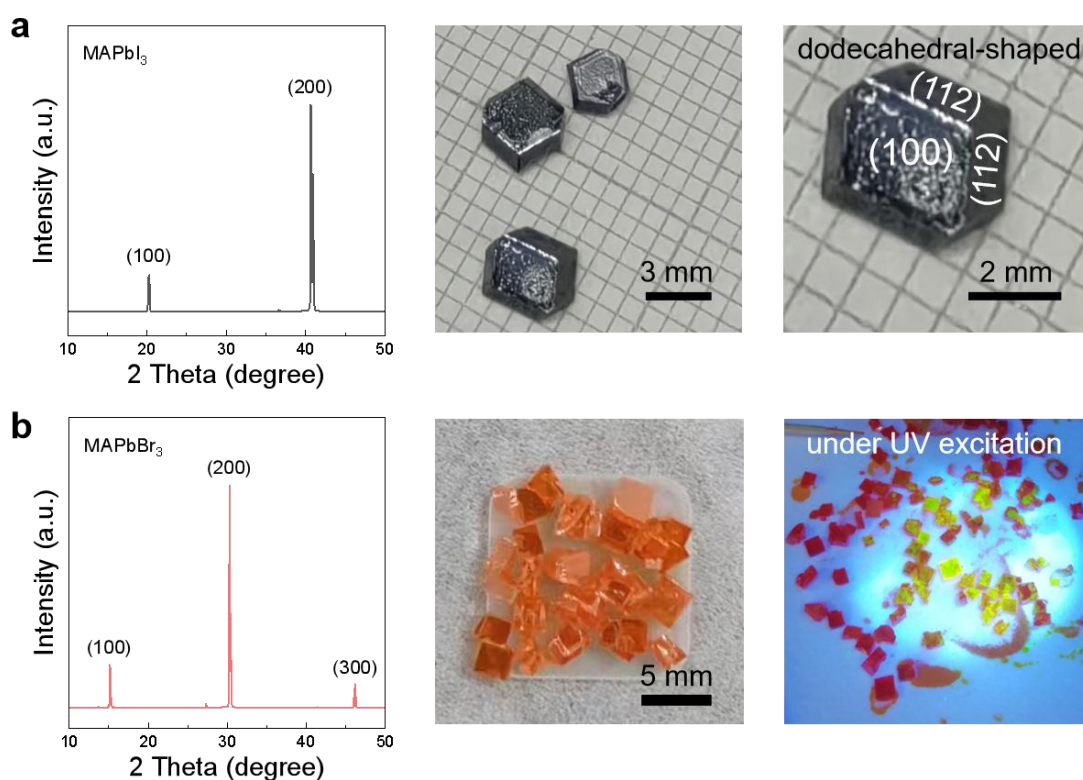 a
MAPbI₃
(100)
(200)
Intensity (a.u.)
10 20 30 40 50
2 Theta (degree)
3 mm
dodecahedral-shaped
(112)
(100)
(112)
2 mm
b
MAPbBr₃
(100)
(200)
(300)
Intensity (a.u.)
10 20 30 40 50
2 Theta (degree)
5 mm
under UV excitation